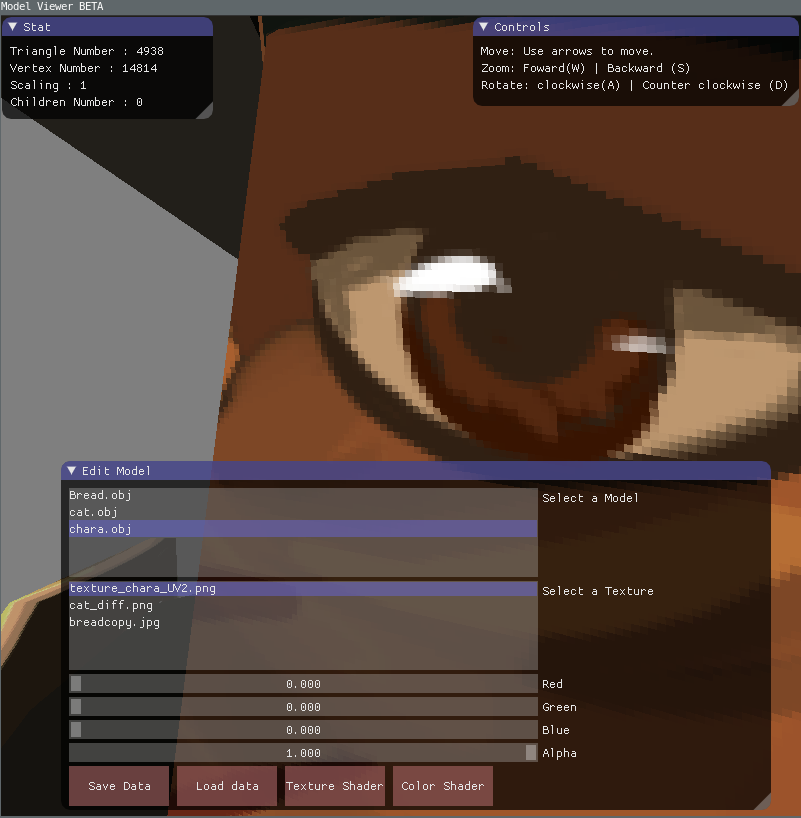 Model Viewer BETA
Stat
Triangle Number : 4938
Vertex Number : 14814
Scaling : 1
Children Number : 0
Controls
Move: Use arrows to move.
Zoom: Foward(W) | Backward (S)
Rotate: clockwise(A) | Counter clockwise (D)
Edit Model
Bread.obj
cat.obj
chara.obj
Select a Model
texture_chara_UV2.png
cat_diff.png
breadcopy.jpg
Select a Texture
0.000 Red
0.000 Green
0.000 Blue
1.000 Alpha
Save Data Load data Texture Shader Color Shader